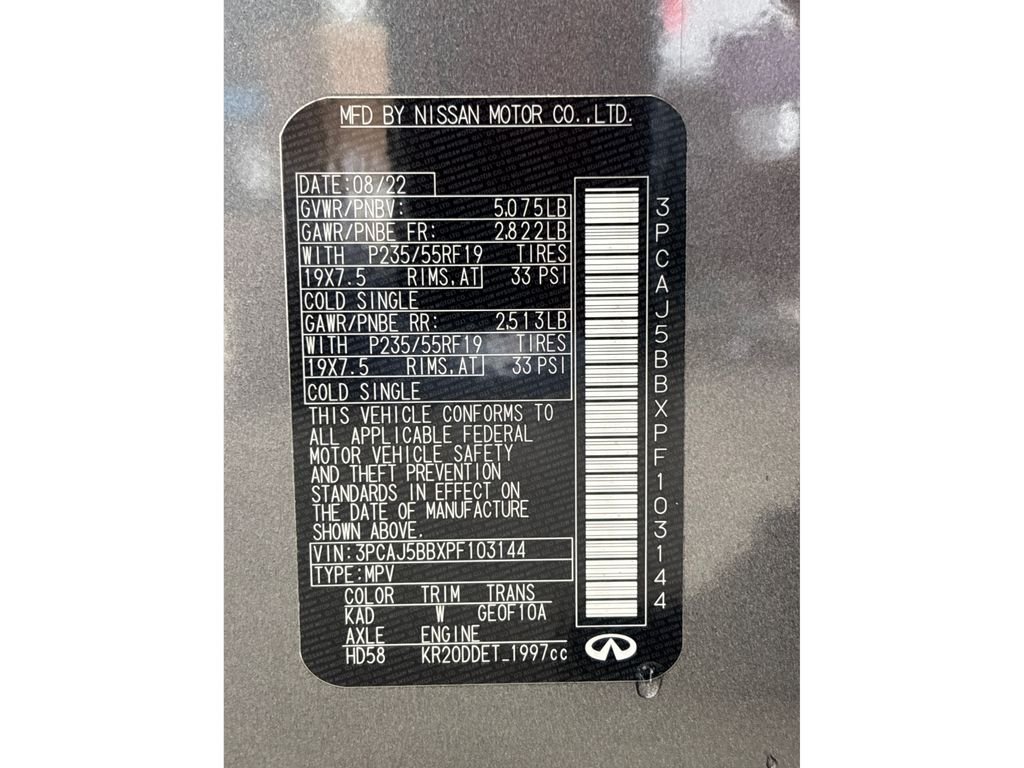 MFD BY NISSAN MOTOR CO.,LTD.
DATE:08/22
GVWR/PNBV: 5,075LB
GAWR/PNBE FR: 2,822LB
WITH P235/55RF19 TIRES
19X7.5 RIMS,AT 33 PSI
COLD SINGLE
GAWR/PNBE RR: 2,513LB
WITH P235/55RF19 TIRES
19X7.5 RIMS,AT 33 PSI
COLD SINGLE
THIS VEHICLE CONFORMS TO
ALL APPLICABLE FEDERAL
MOTOR VEHICLE SAFETY
AND THEFT PREVENTION
STANDARDS IN EFFECT ON
THE DATE OF MANUFACTURE
SHOWN ABOVE.
VIN:3PCAJ5BBXPF103144
TYPE:MPV
COLOR TRIM TRANS
KAD W GE0F10A
AXLE ENGINE
HD58 KR20DDET_1997cc
3PCAJ5BBXPF103144